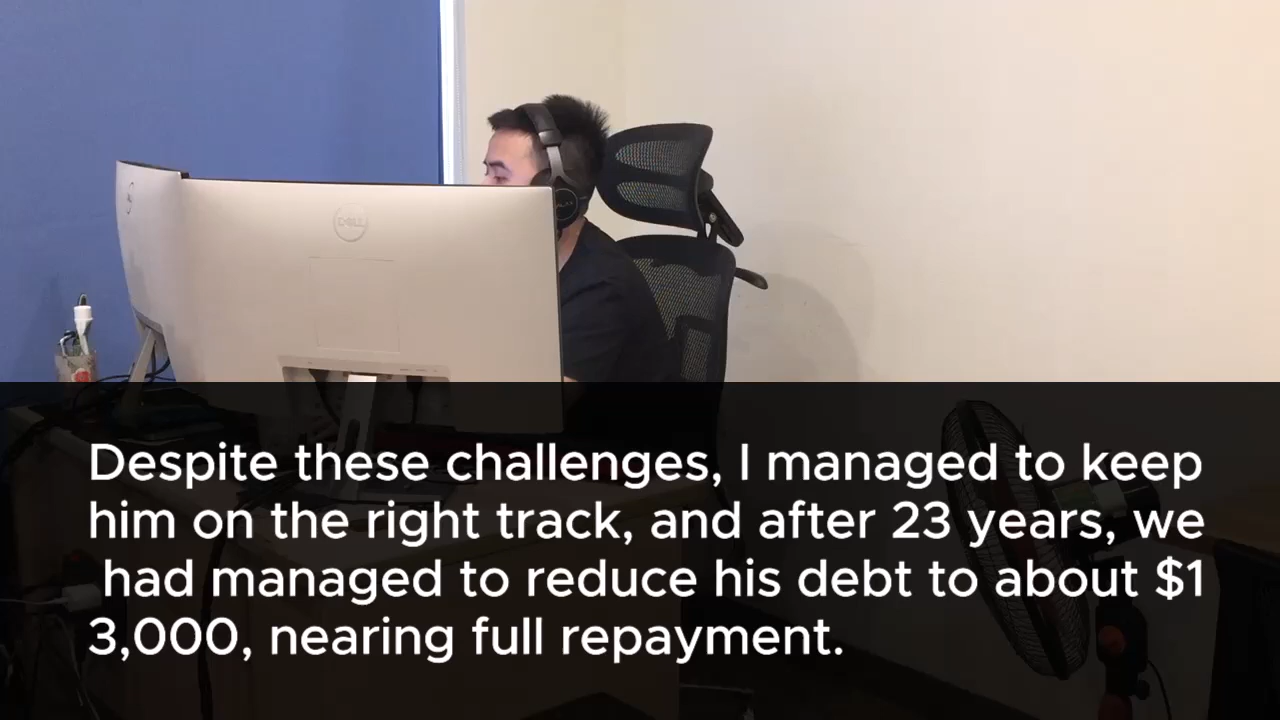 DELL
Despite these challenges, I managed to keep
him on the right track, and after 23 years, we
had managed to reduce his debt to about $1
3,000, nearing full repayment.